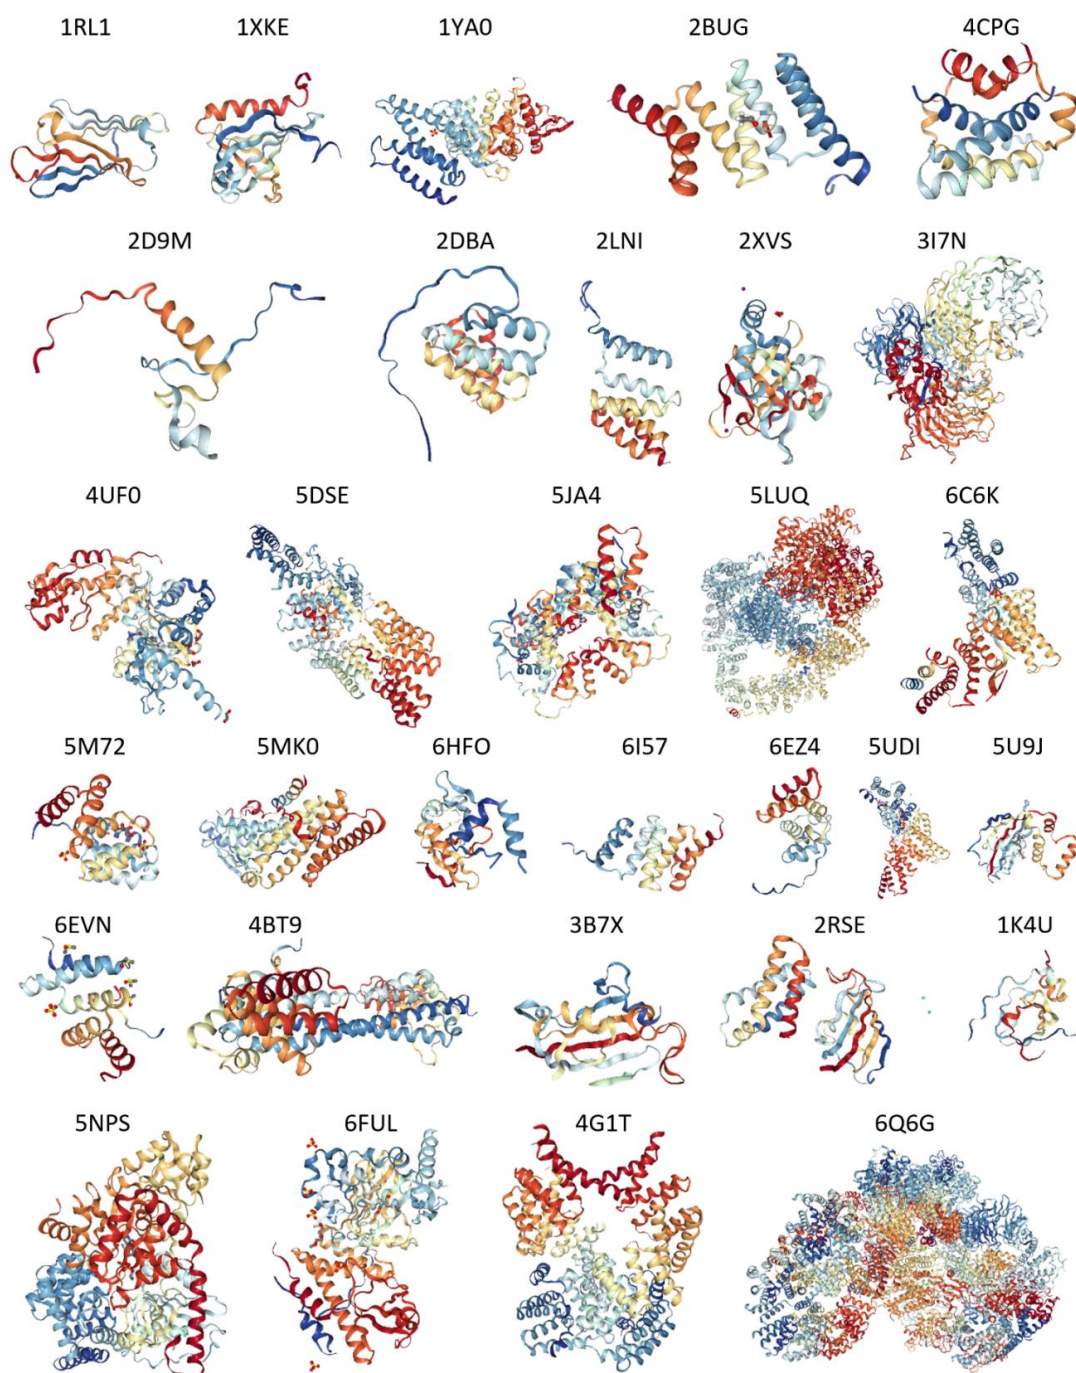 1RL1 1XKE 1YA0 2BUG 4CPG
2D9M 2DBA 2LNI 2XVS 3I7N
4UF0 5DSE 5JA4 5LUQ 6C6K
5M72 5MK0 6HFO 6I57 6EZ4 5UDI 5U9J
6EVN 4BT9 3B7X 2RSE 1K4U
5NPS 6FUL 4G1T 6Q6G